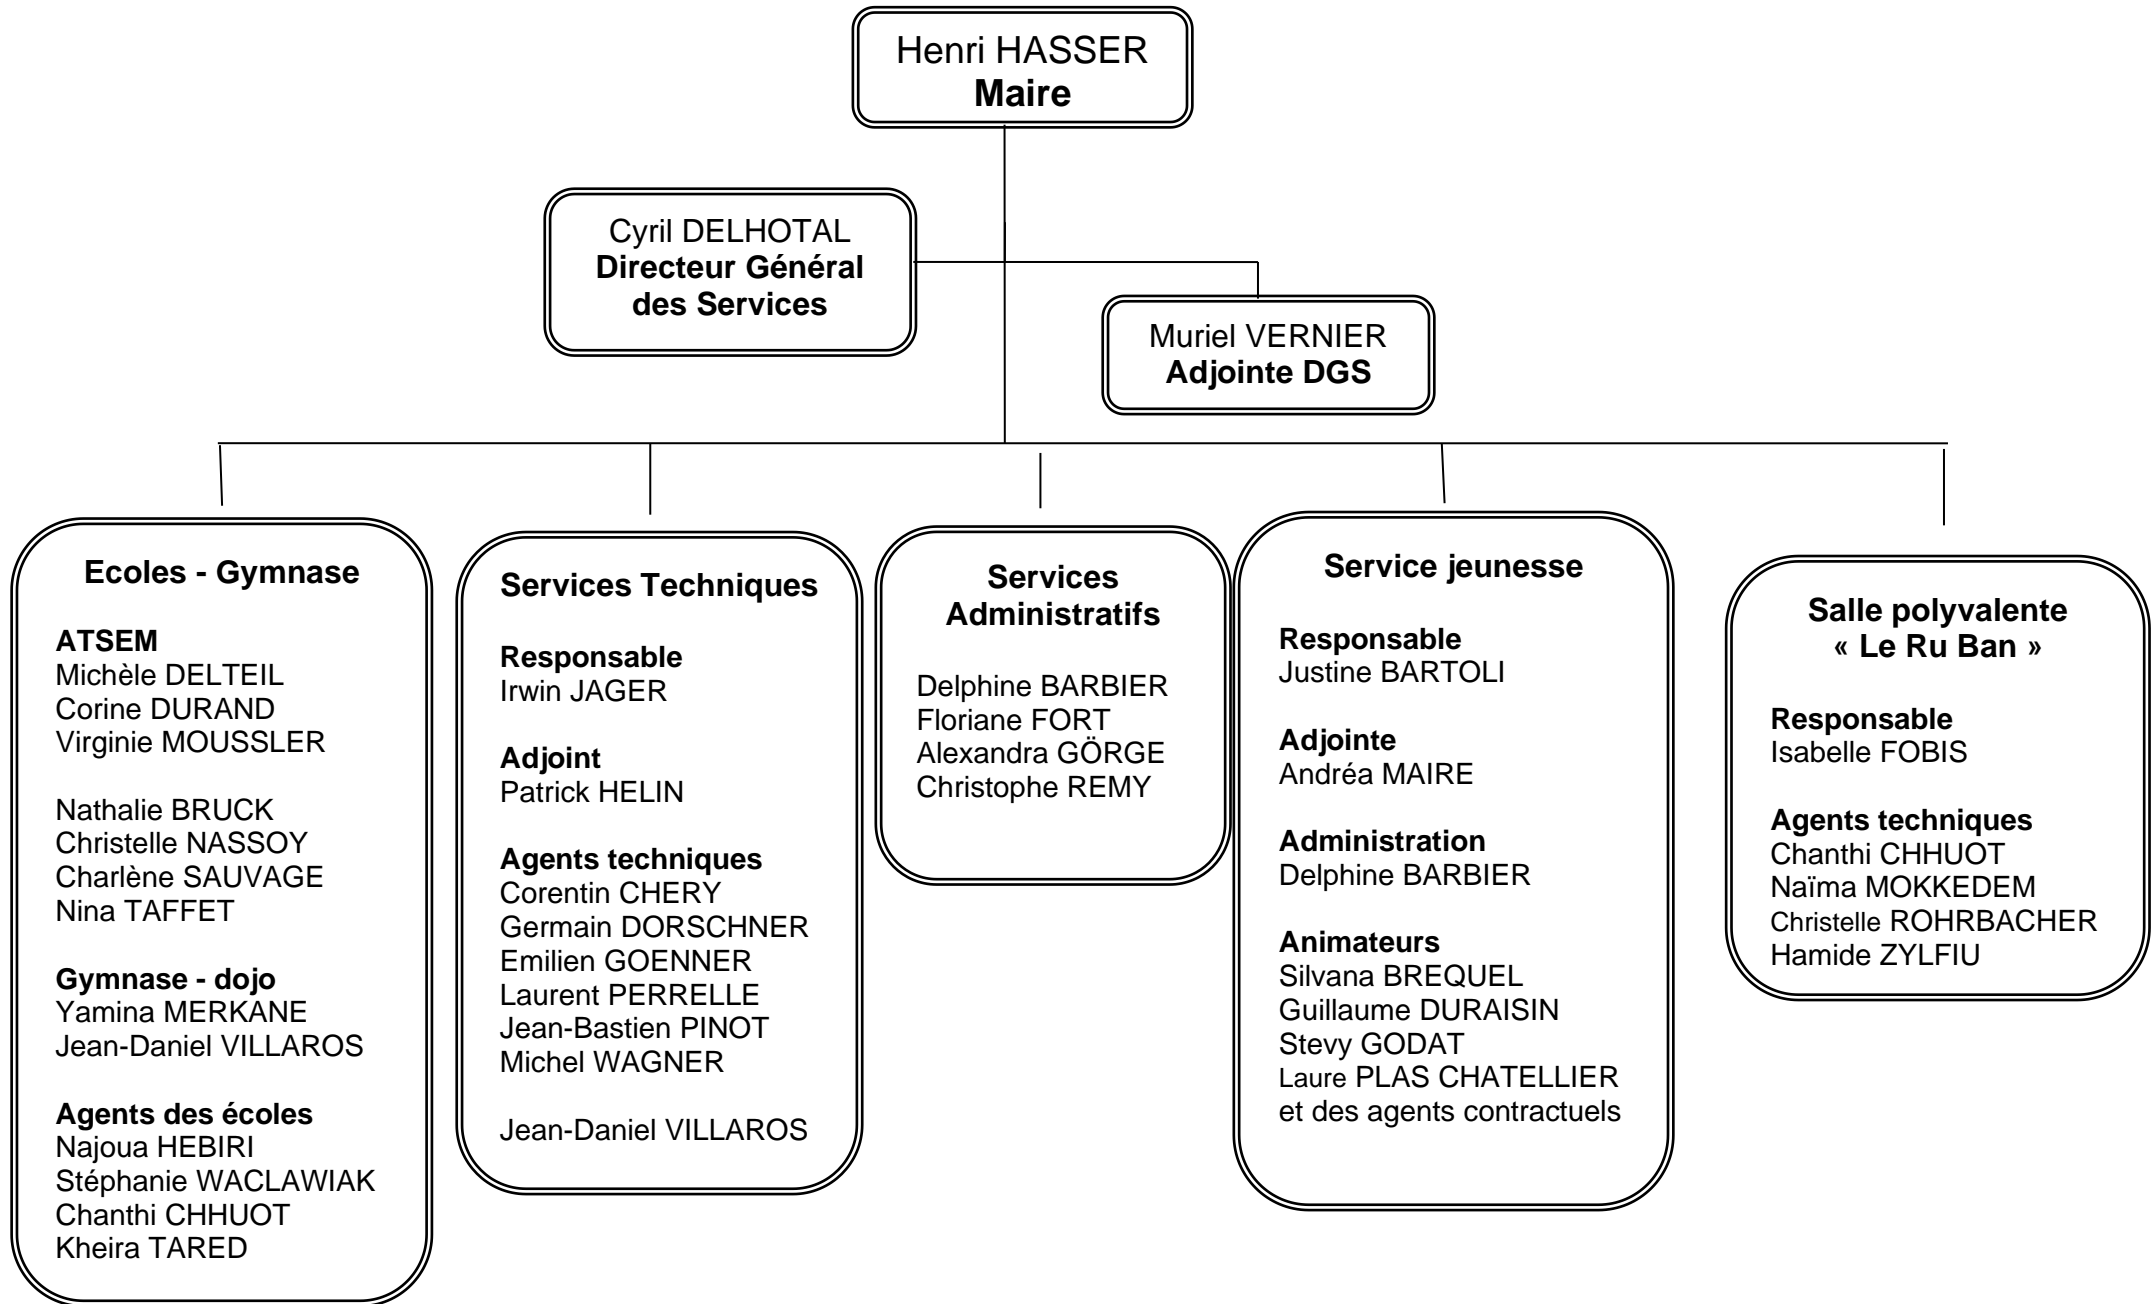 Henri HASSER
Maire
Cyril DELHOTAL
Directeur Général
des Services
Muriel VERNIER
Adjointe DGS
Ecoles - Gymnase
ATSEM
Michèle DELTEIL
Corine DURAND
Virginie MOUSSLER
Nathalie BRUCK
Christelle NASSOY
Charlène SAUVAGE
Nina TAFFET
Gymnase - dojo
Yamina MERKANE
Jean-Daniel VILLAROS
Agents des écoles
Najoua HEBIRI
Stéphanie WACLAWIAK
Chanthi CHHUOT
Kheira TARED
Services Techniques
Responsable
Irwin JAGER
Adjoint
Patrick HELIN
Agents techniques
Corentin CHERY
Germain DORSCHNER
Emilien GOENNER
Laurent PERRELLE
Jean-Bastien PINOT
Michel WAGNER
Jean-Daniel VILLAROS
Services
Administratifs
Delphine BARBIER
Floriane FORT
Alexandra GÖRGE
Christophe REMY
Service jeunesse
Responsable
Justine BARTOLI
Adjointe
Andréa MAIRE
Administration
Delphine BARBIER
Animateurs
Silvana BREQUEL
Guillaume DURAISIN
Stevy GODAT
Laure PLAS CHATELLIER
et des agents contractuels
Salle polyvalente
« Le Ru Ban »
Responsable
Isabelle FOBIS
Agents techniques
Chanthi CHHUOT
Naïma MOKKEDEM
Christelle ROHRBACHER
Hamide ZYLFIU